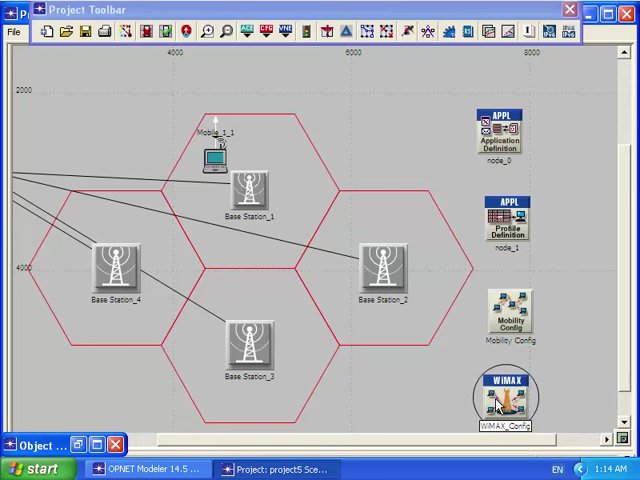 Project Toolbar
File
4000
6000
8000
2000
Mobile_1_1
APPL
Application
Definition
node_0
Base Station_1
APPL
Profile
Definition
node_1
4000
Base Station_4
Base Station_2
Mobility
Config
Mobility Config
Base Station_3
WiMAX
WiMAX_Config
Object ...
start
OPNET Modeler 14.5 ...
Project: project5 Sce...
EN
1:14 AM